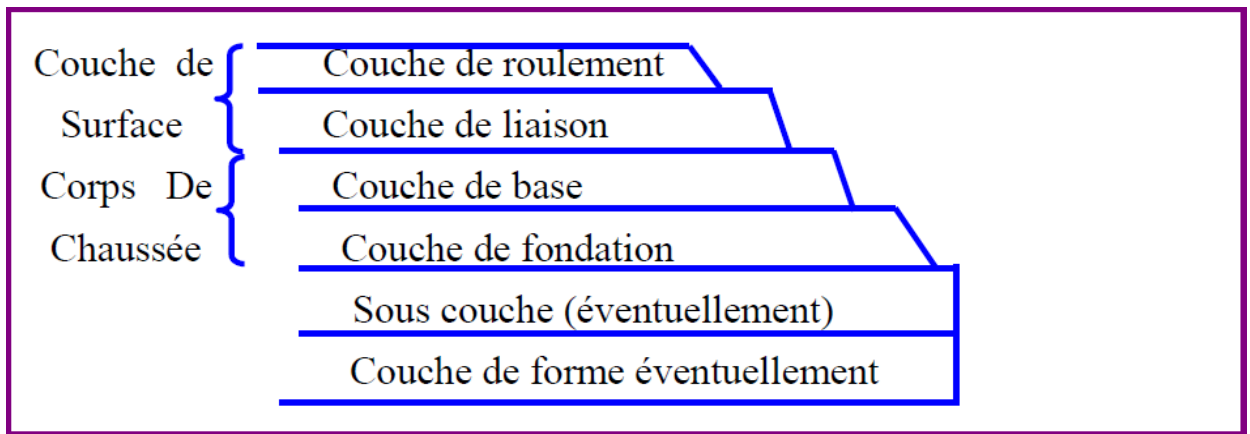 Couche de
Surface
Corps De
Chaussée
Couche de roulement
Couche de liaison
Couche de base
Couche de fondation
Sous couche (éventuellement)
Couche de forme éventuellement